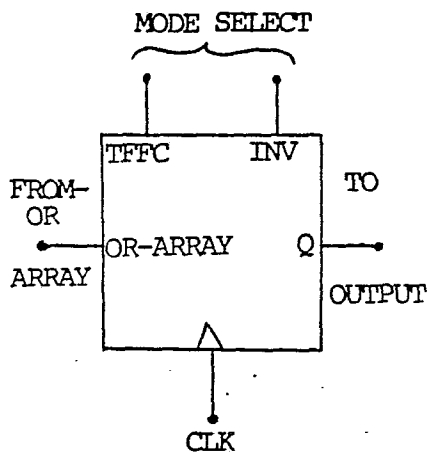 MODE SELECT
TFFC INV
FROM-
OR
TO
OR-ARRAY Q
ARRAY
OUTPUT
CLK